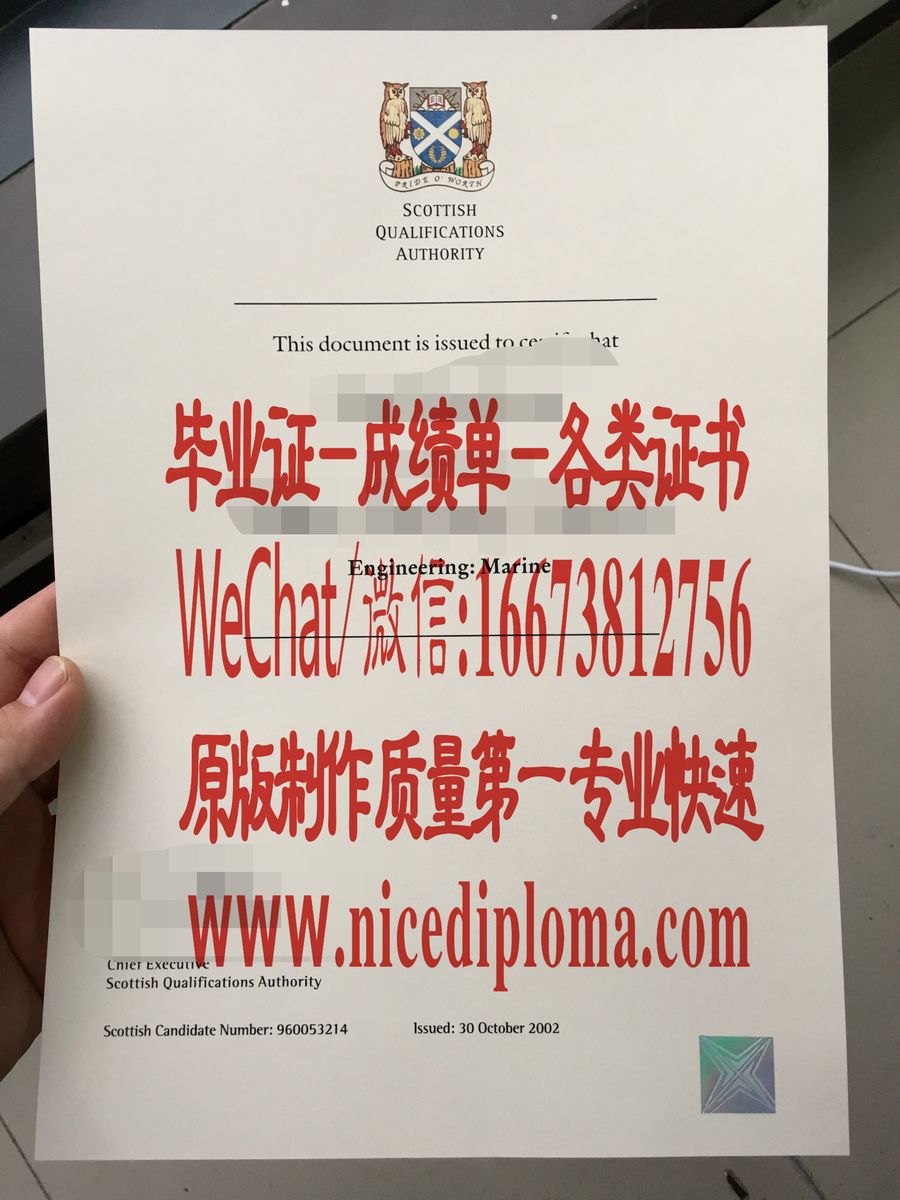 PRIDE O' WORTH
SCOTTISH
QUALIFICATIONS
AUTHORITY
This document is issued to certify that
毕业证一成绩单一各类证书
Engineering: Marine
WeChat/微信:16673812756
原版制作质量第一专业快速
www.nicediploma.com
Chief Executive
Scottish Qualifications Authority
Scottish Candidate Number: 960053214
Issued: 30 October 2002